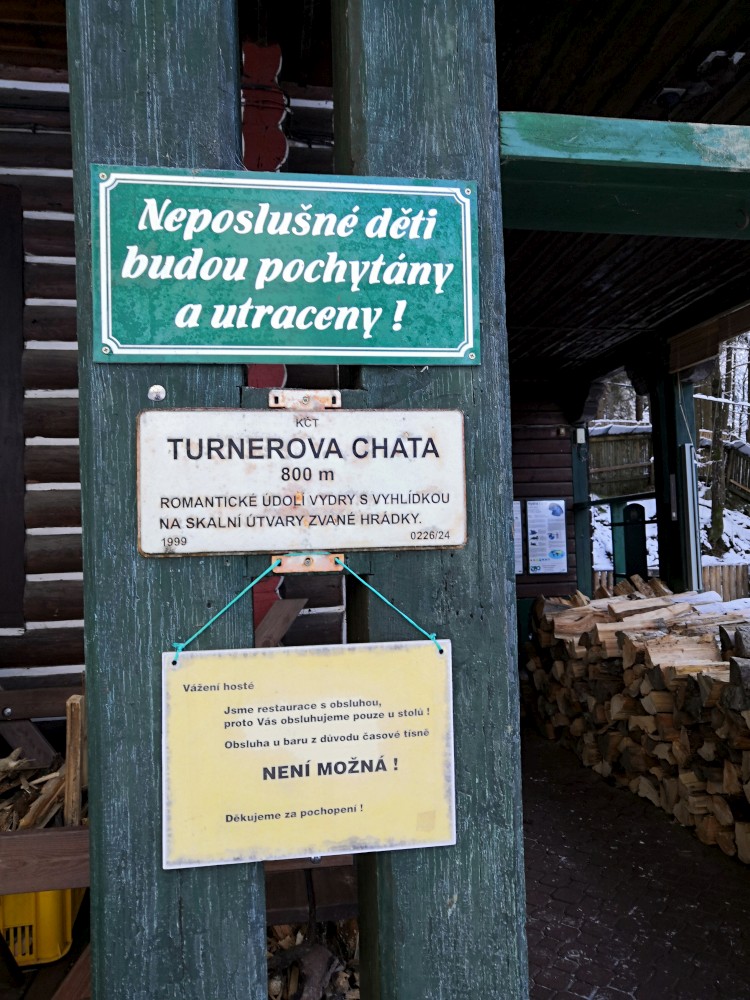 Neposlušné děti
budou pochytány
a utraceny !
KČT
TURNEROVA CHATA
800 m
ROMANTICKÉ ÚDOLÍ VYDRY S VYHLÍDKOU
NA SKALNÍ ÚTVARY ZVANÉ HRÁDKY.
1999 0226/24
Vážení hosté
Jsme restaurace s obsluhou,
proto Vás obsluhujeme pouze u stolů !
Obsluha u baru z důvodu časové tísně
NENÍ MOŽNÁ !
Děkujeme za pochopení !